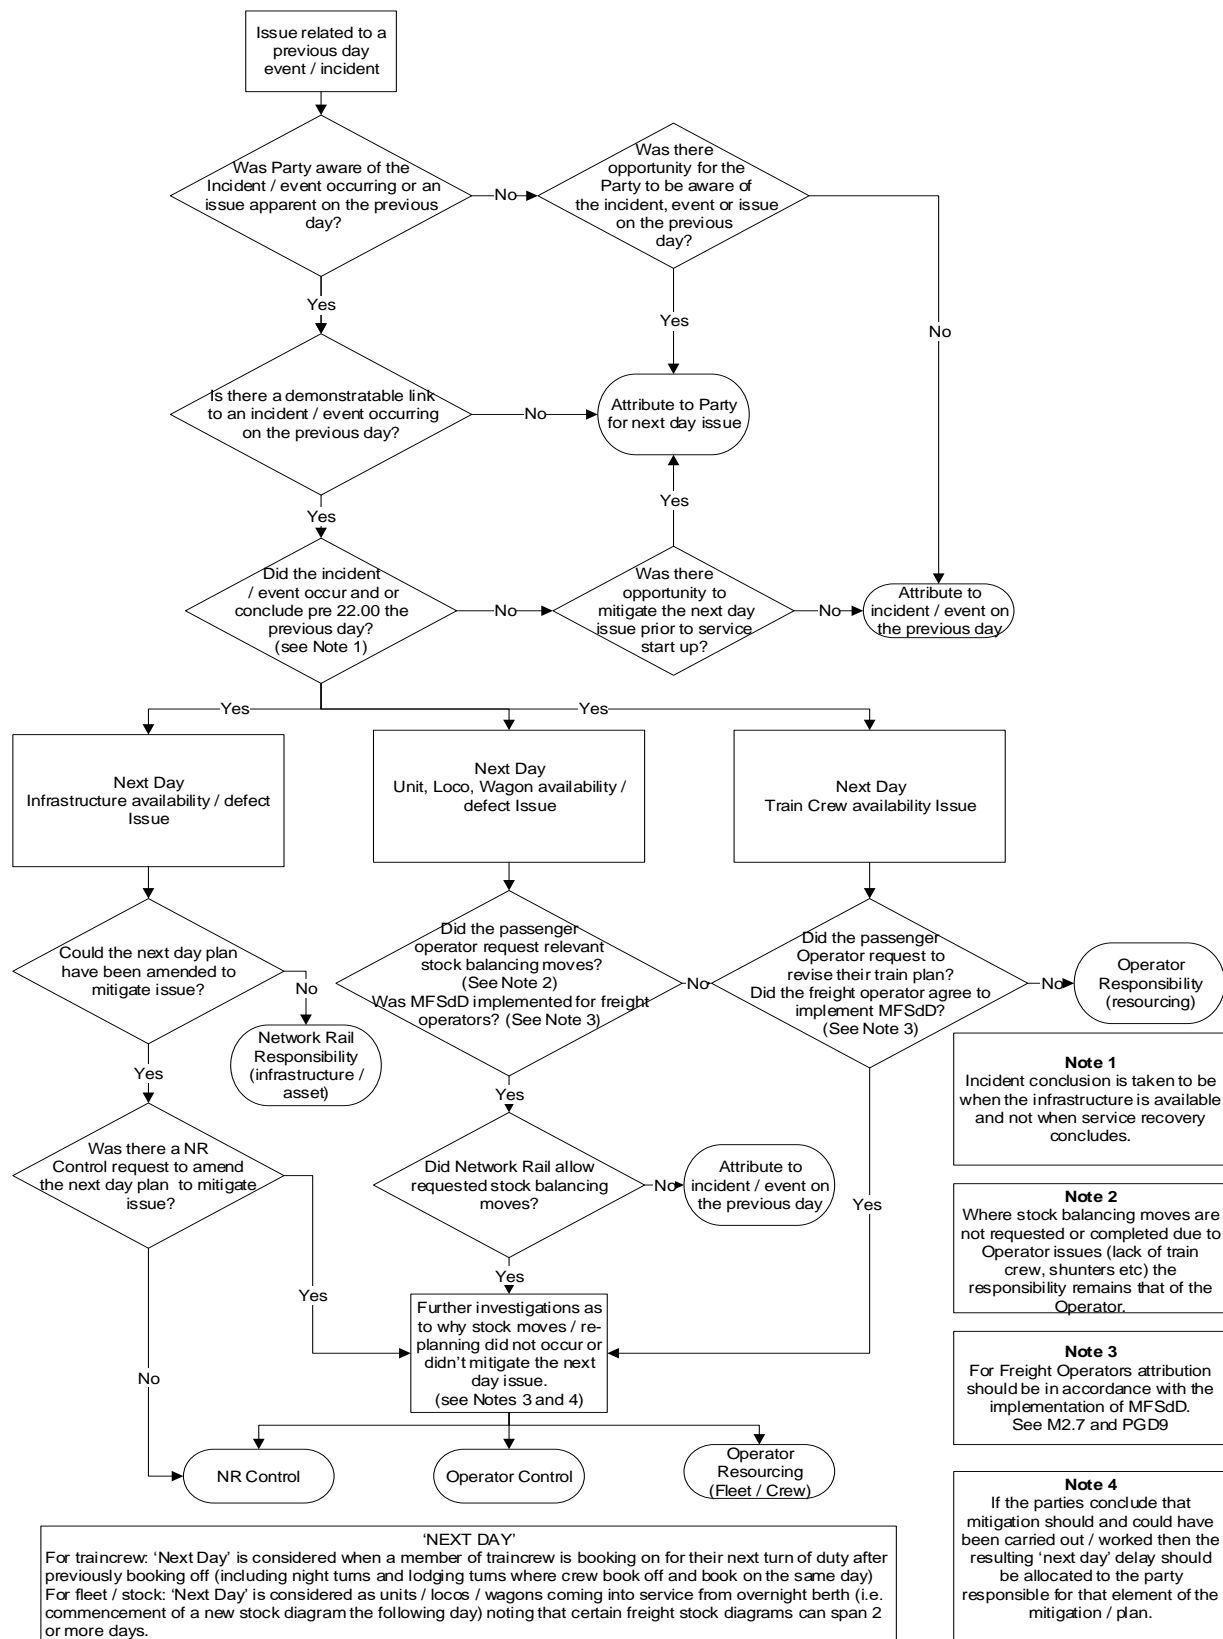 Issue related to a
previous day
event / incident
Was Party aware of the
Incident / event occurring or an
issue apparent on the previous
day?
No
Was there
opportunity for the
Party to be aware of
the incident, event or issue
on the previous
day?
Yes
Yes
No
Is there a demonstratable link
to an incident / event occurring
on the previous day?
No
Attribute to Party
for next day issue
Yes
Yes
Did the incident
/ event occur and or
conclude pre 22.00 the
previous day?
(see Note 1)
No
Was there
opportunity to
mitigate the next day
issue prior to service
start up?
No
Attribute to
incident / event on
the previous day
Yes
Yes
Next Day
Infrastructure availability / defect
Issue
Next Day
Unit, Loco, Wagon availability /
defect Issue
Next Day
Train Crew availability Issue
Could the next day plan
have been amended to
mitigate issue?
No
Network Rail
Responsibility
(infrastructure /
asset)
Did the passenger
operator request relevant
stock balancing moves?
(See Note 2)
Was MFSdD implemented for freight
operators? (See Note 3)
No
Did the passenger
Operator request to
revise their train plan?
Did the freight operator agree to
implement MFSdD?
(See Note 3)
No
Operator
Responsibility
(resourcing)
Yes
Yes
Was there a NR
Control request to amend
the next day plan to mitigate
issue?
Did Network Rail allow
requested stock balancing
moves?
No
Attribute to
incident / event on
the previous day
Yes
Yes
Yes
No
Further investigations as
to why stock moves / re-
planning did not occur or
didn't mitigate the next
day issue.
(see Notes 3 and 4)
NR Control
Operator Control
Operator
Resourcing
(Fleet / Crew)
Note 1
Incident conclusion is taken to be
when the infrastructure is available
and not when service recovery
concludes.
Note 2
Where stock balancing moves are
not requested or completed due to
Operator issues (lack of train
crew, shunters etc) the
responsibility remains that of the
Operator.
Note 3
For Freight Operators attribution
should be in accordance with the
implementation of MFSdD.
See M2.7 and PGD9
Note 4
If the parties conclude that
mitigation should and could have
been carried out / worked then the
resulting 'next day' delay should
be allocated to the party
responsible for that element of the
mitigation / plan.
'NEXT DAY'
For traincrew: 'Next Day' is considered when a member of traincrew is booking on for their next turn of duty after
previously booking off (including night turns and lodging turns where crew book off and book on the same day)
For fleet / stock: 'Next Day' is considered as units / locos / wagons coming into service from overnight berth (i.e.
commencement of a new stock diagram the following day) noting that certain freight stock diagrams can span 2
or more days.